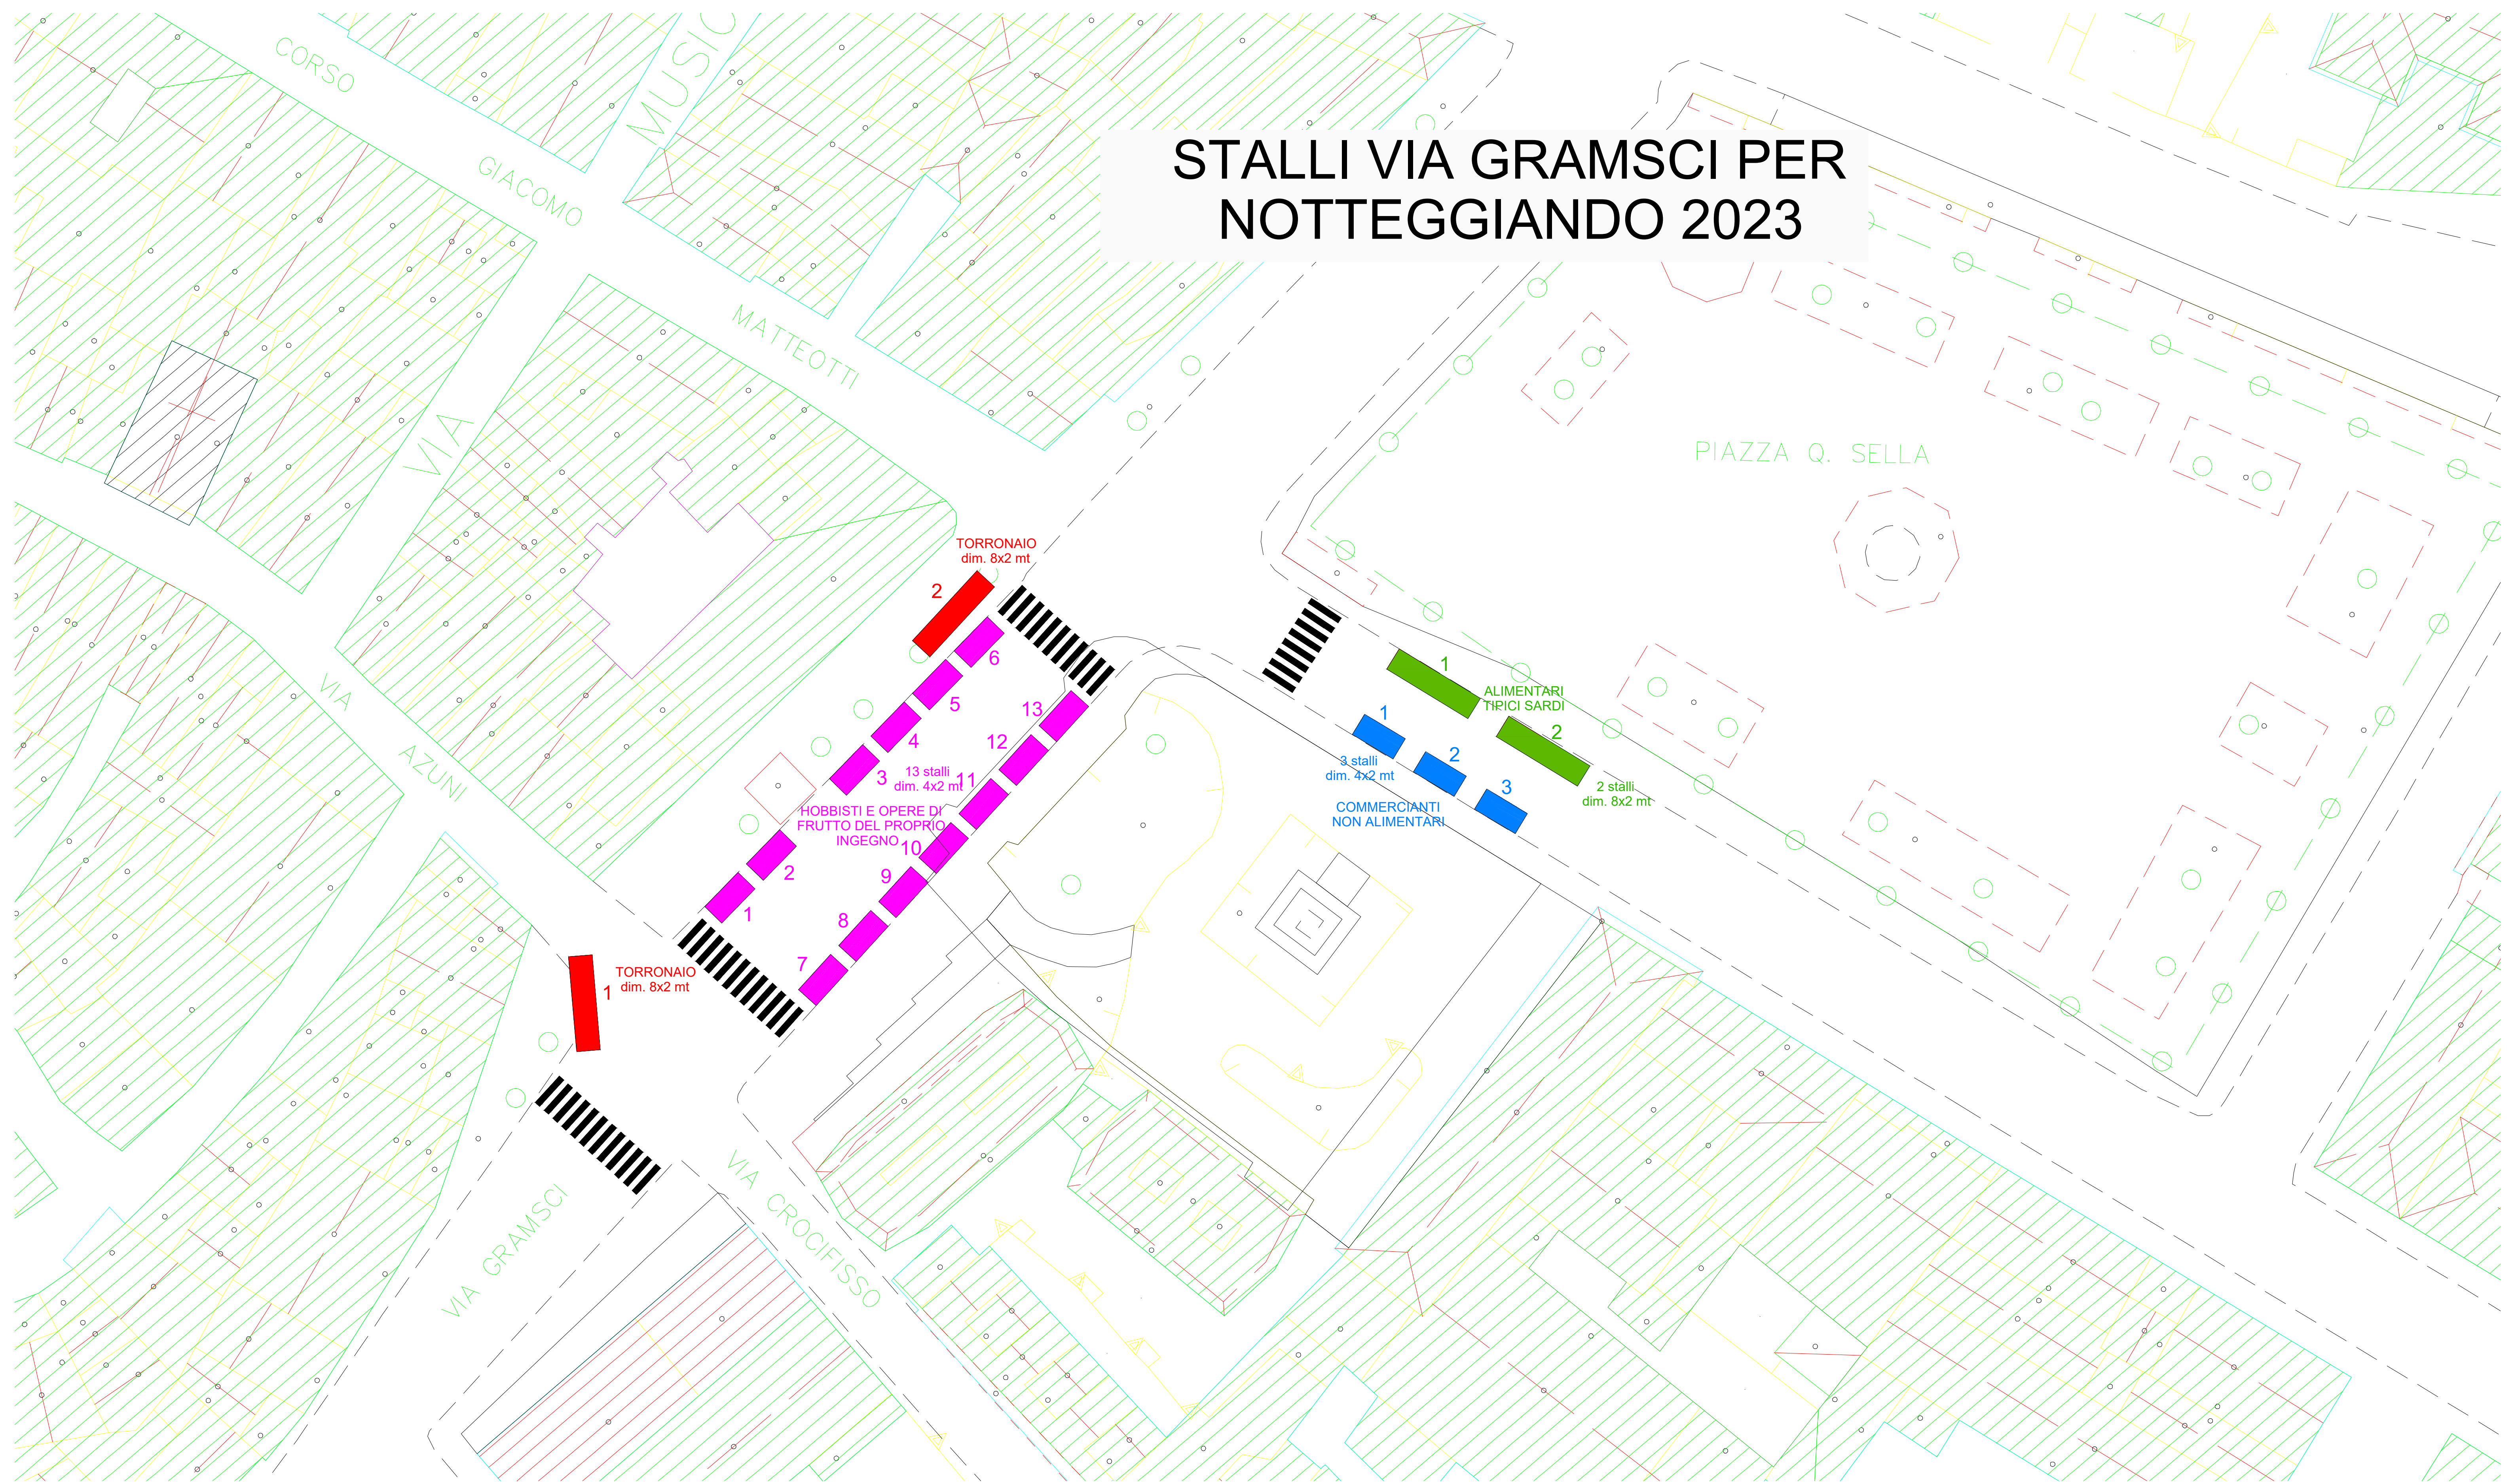 STALLI VIA GRAMSCI PER
NOTTEGGIANDO 2023
CORSO
GIACOMO
MATTEOTTI
MUSIO
VIA
PIAZZA Q. SELLA
TORRONAIO
dim. 8x2 mt
2
6
5
4
3
2
1
13
12
11
10
9
8
7
13 stalli
dim. 4x2 mt
HOBBISTI E OPERE DI
FRUTTO DEL PROPRIO
INGEGNO
1
ALIMENTARI
TIPICI SARDI
2
2 stalli
dim. 8x2 mt
1
2
3
3 stalli
dim. 4x2 mt
COMMERCIANTI
NON ALIMENTARI
VIA
AZUNI
TORRONAIO
dim. 8x2 mt
1
VIA GRAMSCI
VIA CROCIFISSO